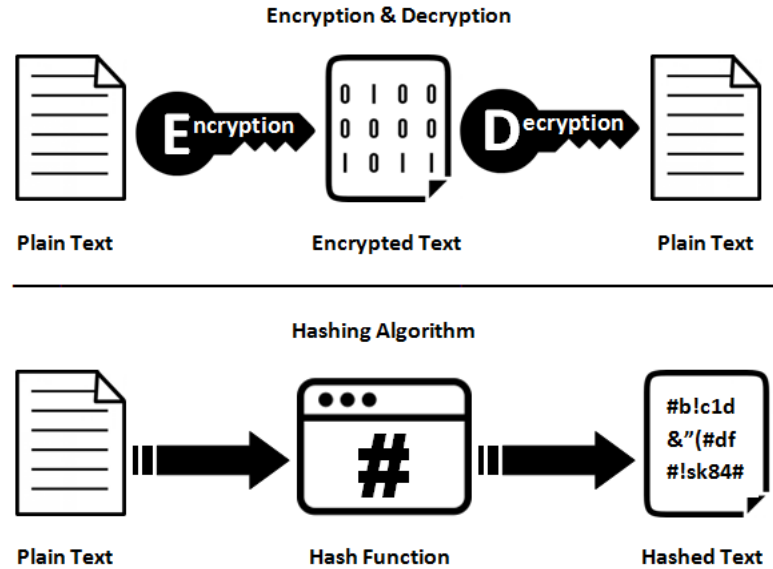 Encryption & Decryption
Encryption
0 1 0 0
0 0 0 0
1 0 1 1
Decryption
Plain Text
Encrypted Text
Plain Text
Hashing Algorithm
#
#b!c1d
&”(#df
#!sk84#
Plain Text
Hash Function
Hashed Text